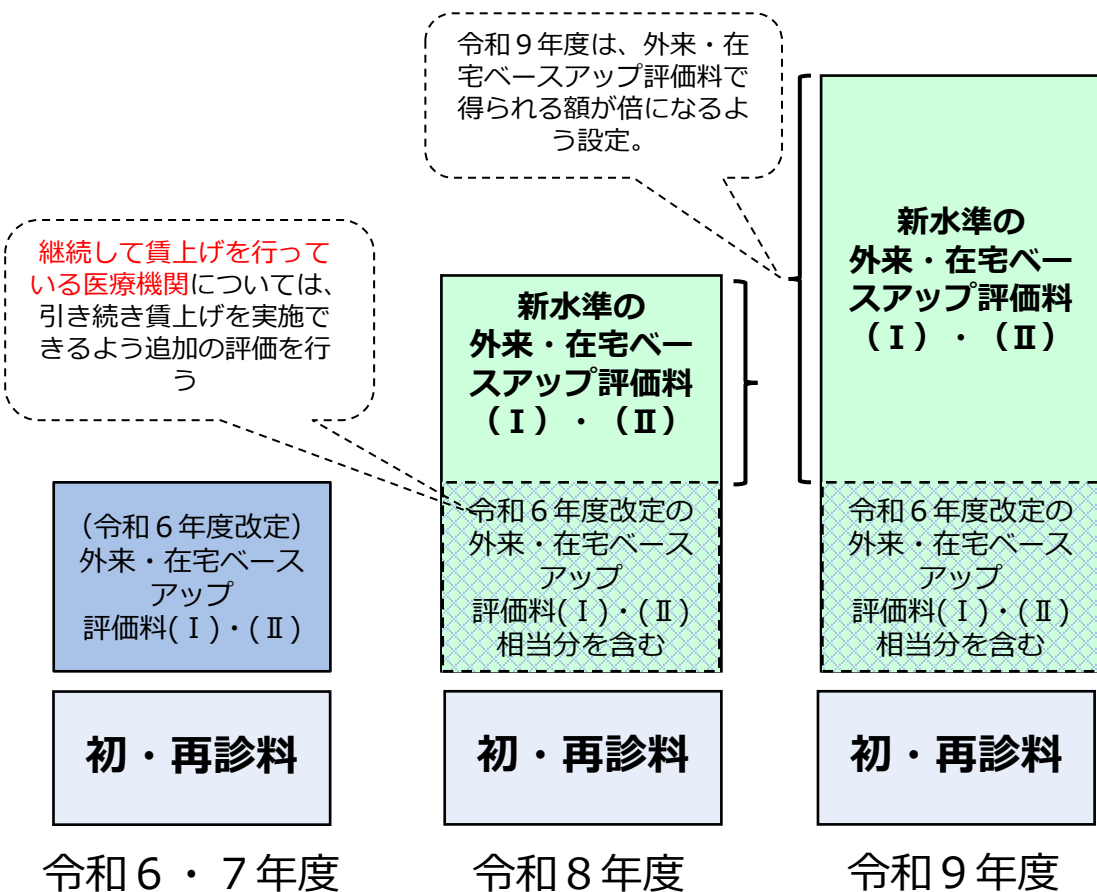 令和９年度は、外来・在
宅ベースアップ評価料で
得られる額が倍になるよ
う設定。
継続して賃上げを行って
いる医療機関については、
引き続き賃上げを実施で
きるよう追加の評価を行
う
（令和６年度改定）
外来・在宅ベース
アップ
評価料(Ⅰ)・(Ⅱ)
初・再診料
令和６・７年度
新水準の
外来・在宅ベー
スアップ評価料
（Ⅰ）・（Ⅱ）
令和６年度改定の
外来・在宅ベース
アップ
評価料(Ⅰ)・(Ⅱ)
相当分を含む
初・再診料
令和８年度
新水準の
外来・在宅ベー
スアップ評価料
（Ⅰ）・（Ⅱ）
令和６年度改定の
外来・在宅ベース
アップ
評価料(Ⅰ)・(Ⅱ)
相当分を含む
初・再診料
令和９年度